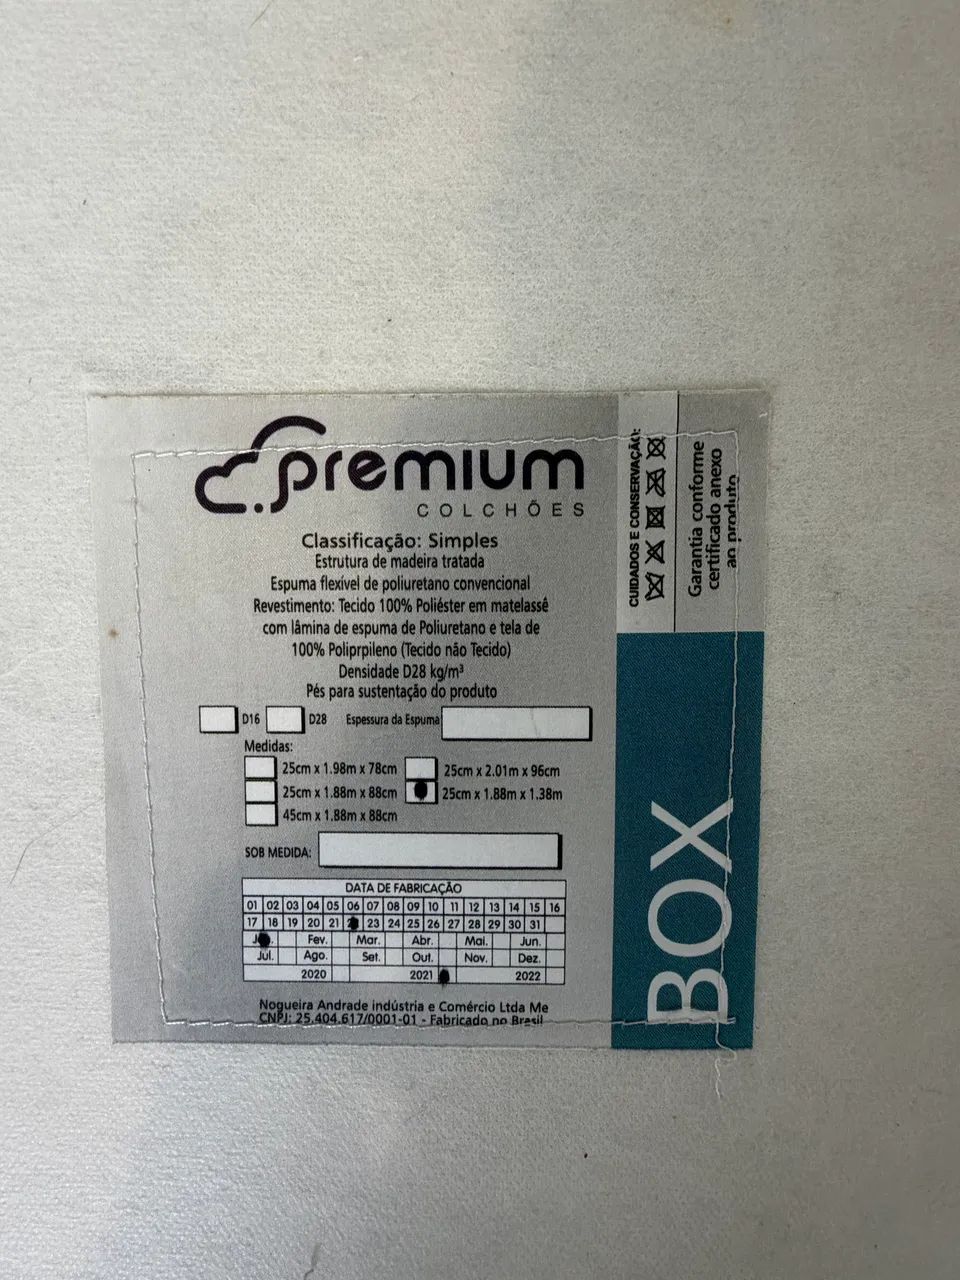 premium
COLCHÕES
Classificação: Simples
Estrutura de madeira tratada
Espuma flexível de poliuretano convencional
Revestimento: Tecido 100% Poliéster em matelassê
com lâmina de espuma de Poliuretano e tela de
100% Poliprpileno (Tecido não Tecido)
Densidade D28 kg/m³
Pés para sustentação do produto
D16 D28 Espessura da Espuma
Medidas:
25cm x 1.98m x 78cm 25cm x 2.01m x 96cm
25cm x 1.88m x 88cm 25cm x 1.88m x 1.38m
45cm x 1.88m x 88cm
SOB MEDIDA:
DATA DE FABRICAÇÃO
01 02 03 04 05 06 07 08 09 10 11 12 13 14 15 16
17 18 19 20 21 23 24 25 26 27 28 29 30 31
Fev. Mar. Abr. Mai. Jun.
Jul. Ago. Set. Out. Nov. Dez.
2020 2021 2022
Nogueira Andrade indústria e Comércio Ltda Me
CNPJ: 25.404.617/0001-01 - Fabricado no Brasil
CUIDADOS E CONSERVAÇÃO:
Garantia conforme
certificado anexo
ao produto
BOX